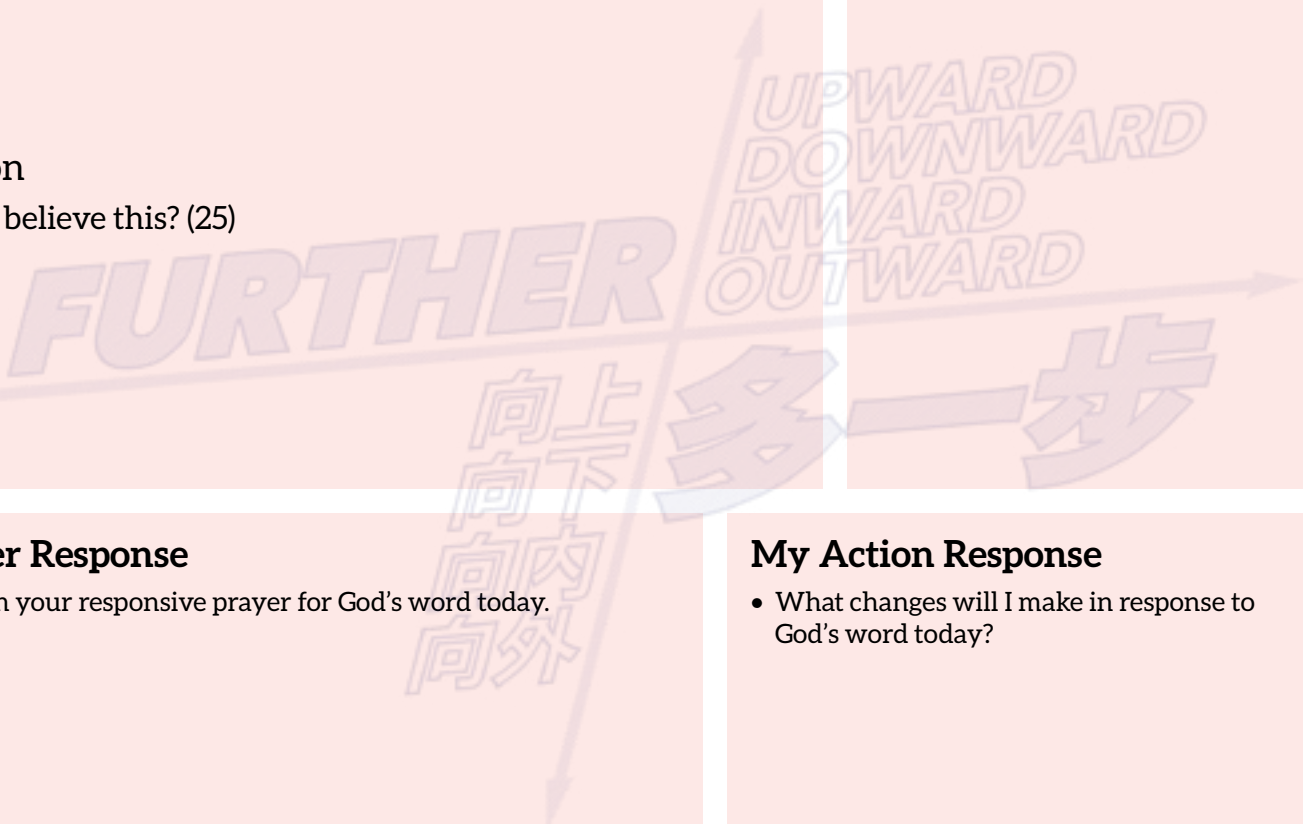 on
believe this? (25)
UPWARD
DOWNWARD
INWARD
OUTWARD
FURTHER
多一步
向上
向下
向内
向外
er Response
n your responsive prayer for God’s word today.
My Action Response
• What changes will I make in response to
God’s word today?